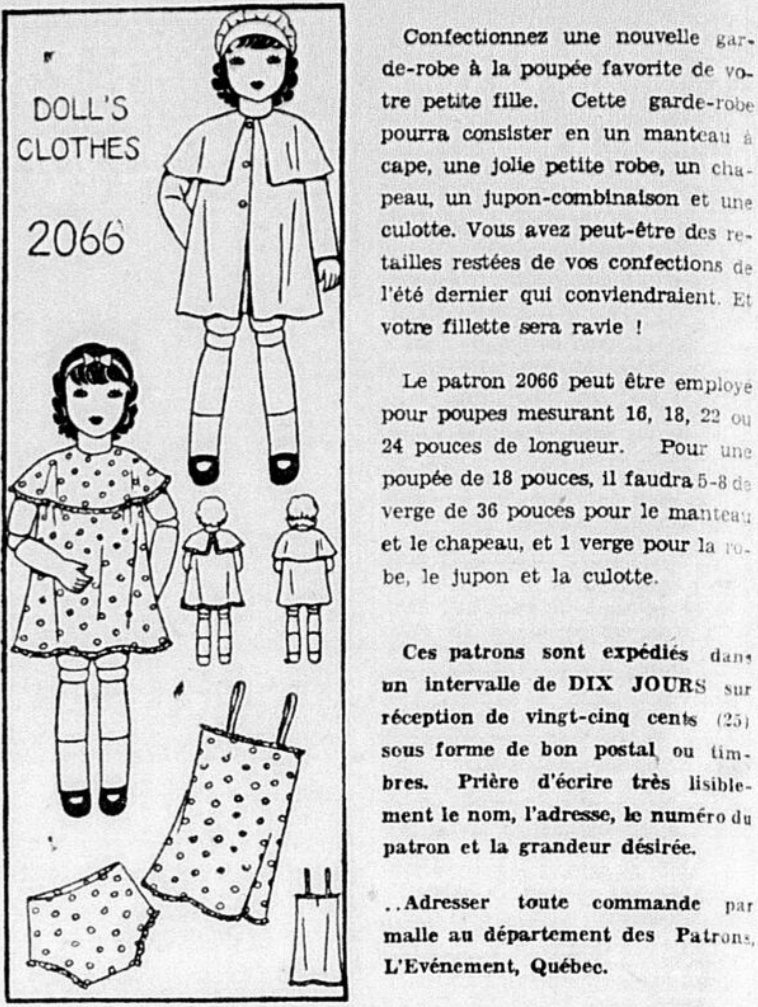 DOLL'S
CLOTHES
2066
Confectionnez une nouvelle gar-
de-robe à la poupée favorite de vo-
tre petite fille. Cette garde-robe
pourra consister en un manteau à
cape, une jolie petite robe, un cha-
peau, un jupon-combinaison et une
culotte. Vous avez peut-être des re-
tailles restées de vos confections de
l'été dernier qui conviendraient. Et
votre fillette sera ravie !
Le patron 2066 peut être employé
pour poupes mesurant 16, 18, 22 ou
24 pouces de longueur. Pour une
poupée de 18 pouces, il faudra 5-8 de
verge de 36 pouces pour le manteau
et le chapeau, et 1 verge pour la ro-
be, le jupon et la culotte.
Ces patrons sont expédiés dans
un intervalle de DIX JOURS sur
réception de vingt-cinq cents (25)
sous forme de bon postal ou tim-
bres. Prière d'écrire très lisible-
ment le nom, l'adresse, le numéro du
patron et la grandeur désirée.
..Adresser toute commande par
malle au département des Patrons,
L'Evénement, Québec.